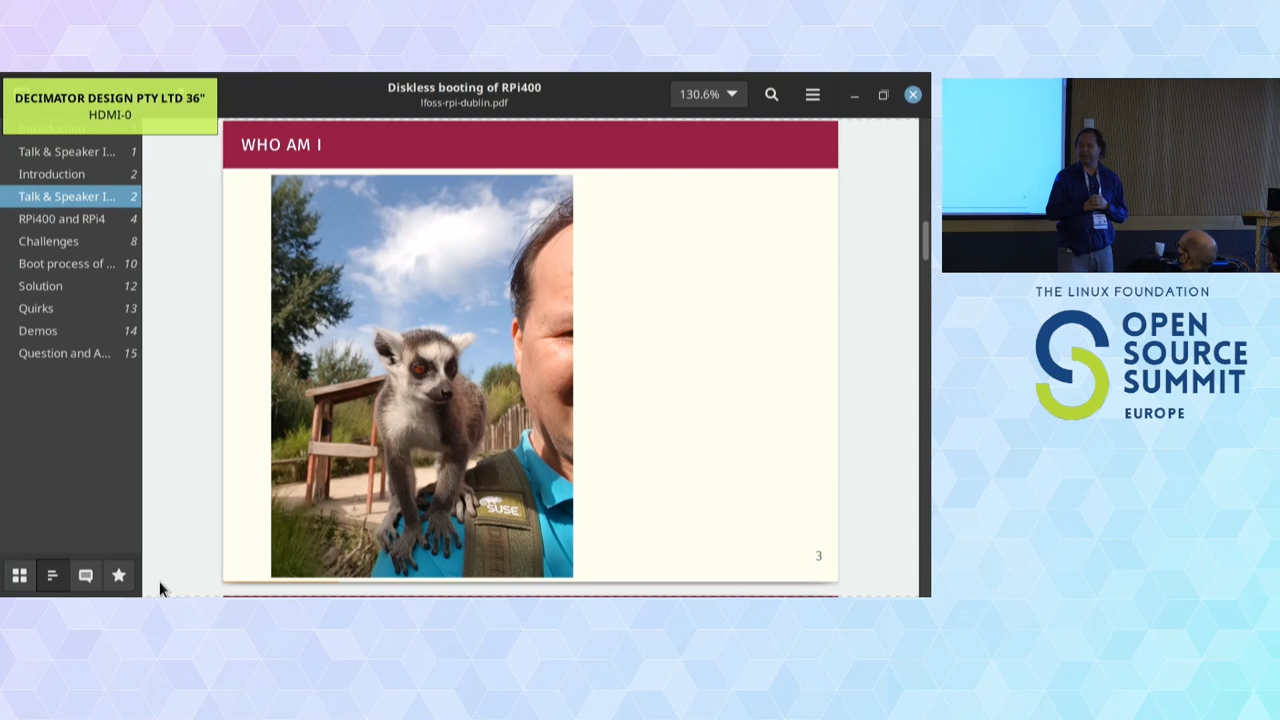 DECIMATOR DESIGN PTY LTD 36"
HDMI-0
Diskless booting of RPi400
lfoss-rpi-dublin.pdf
130.6%
Talk & Speaker I... 1
Introduction 2
Talk & Speaker I... 2
RPi400 and RPi4 4
Challenges 8
Boot process of ... 10
Solution 12
Quirks 13
Demos 14
Question and A... 15
WHO AM I
SUSE
3
THE LINUX FOUNDATION
OPEN
SOURCE
SUMMIT
EUROPE